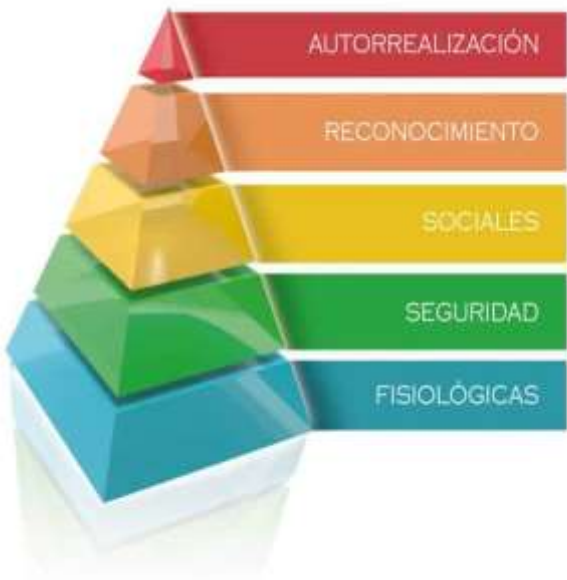 AUTORREALIZACIÓN
RECONOCIMIENTO
SOCIALES
SEGURIDAD
FISIOLÓGICAS